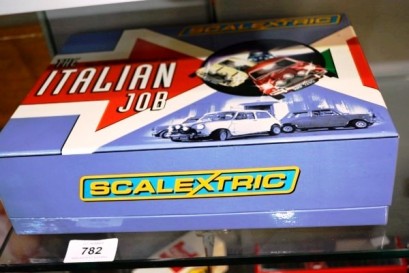 SCALEXTRIC
THE
ITALIAN
JOB
SCALEXTRIC
782